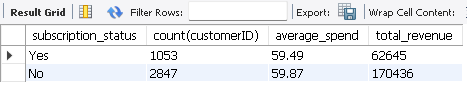 Result Grid Filter Rows: Export: Wrap Cell Content:
subscription_status count(customerID) average_spend total_revenue
Yes 1053 59.49 62645
No 2847 59.87 170436